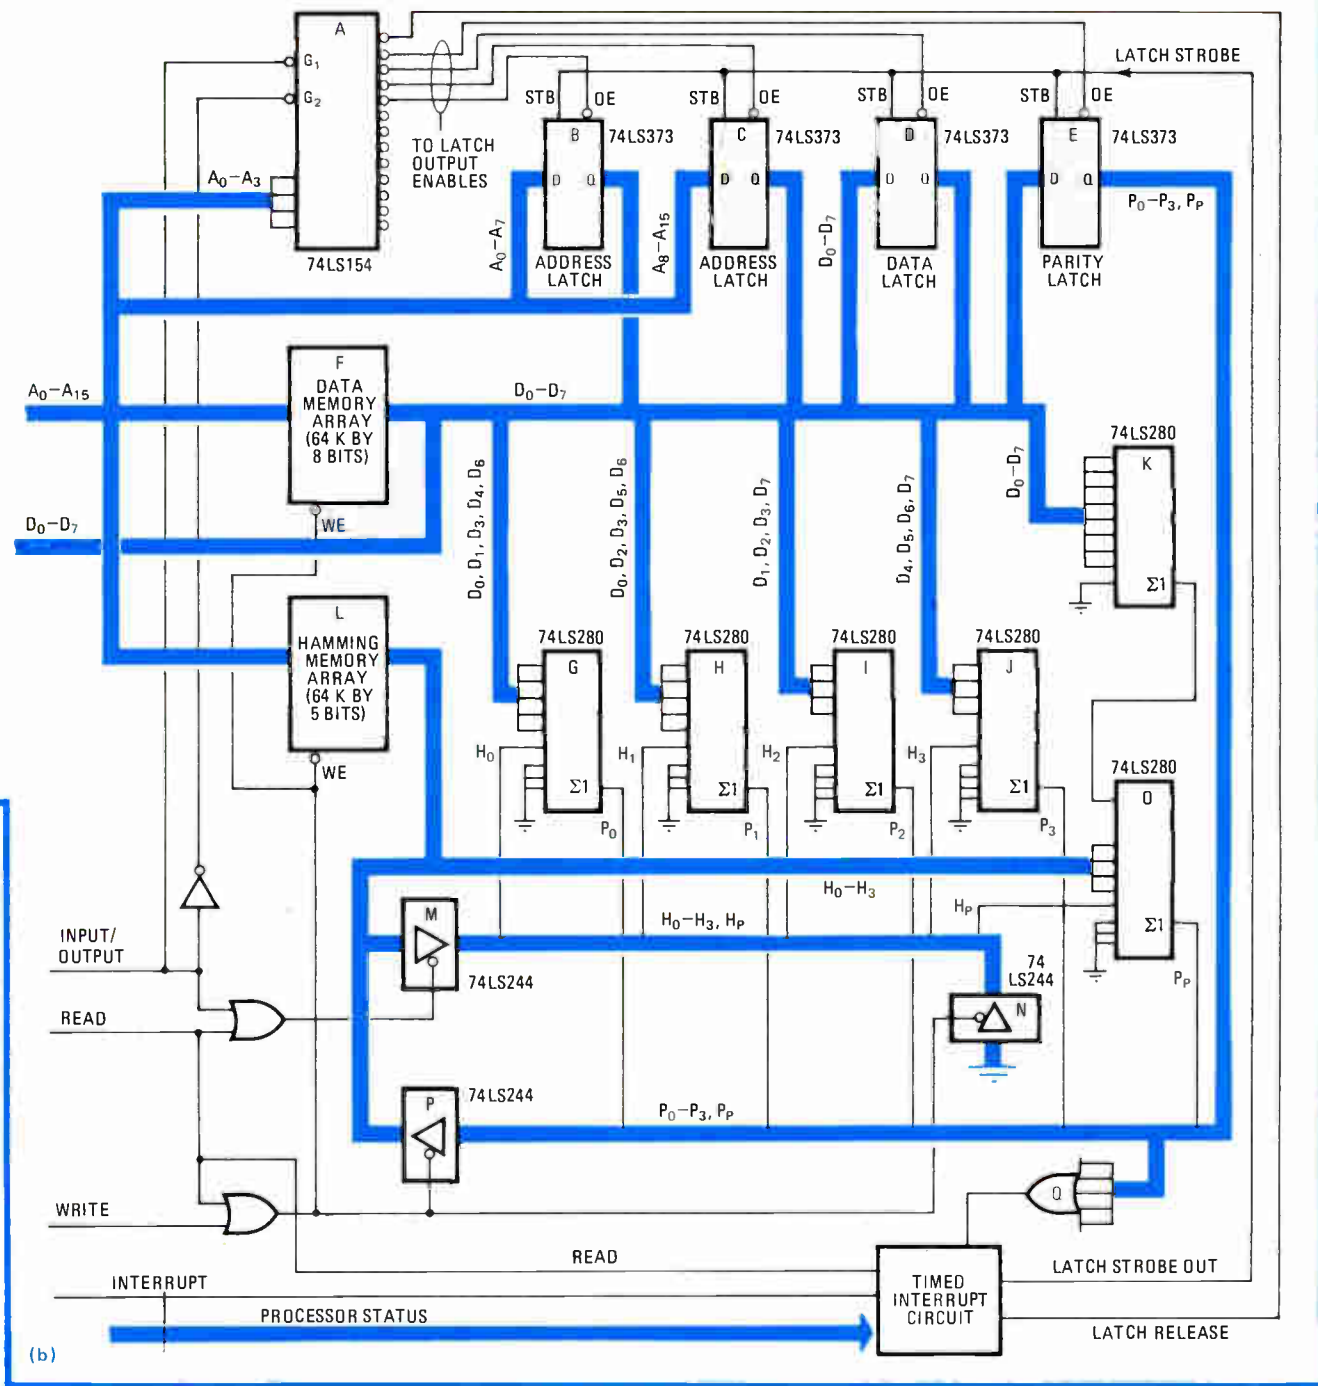 A
G1
G2
A0–A3
74LS154
TO LATCH
OUTPUT
ENABLES
LATCH STROBE
STB
OE
B
74LS373
D
Q
A0–A7
ADDRESS
LATCH
STB
OE
C
74LS373
D
Q
A8–A15
ADDRESS
LATCH
STB
OE
D
74LS373
D
Q
D0–D7
DATA
LATCH
STB
OE
E
74LS373
D
Q
P0–P3, PP
PARITY
LATCH
A0–A15
F
DATA
MEMORY
ARRAY
(64 K BY
8 BITS)
WE
D0–D7
D0–D7
L
HAMMING
MEMORY
ARRAY
(64 K BY
5 BITS)
WE
D0, D1, D3, D4, D6
D0, D2, D3, D5, D6
D1, D2, D3, D7
D4, D5, D6, D7
D0–D7
74LS280
K
Σ1
74LS280
G
H0
Σ1
P0
74LS280
H
H1
Σ1
P1
74LS280
I
H2
Σ1
P2
74LS280
J
H3
Σ1
P3
74LS280
O
Σ1
PP
H0–H3
HP
H0–H3, HP
M
74LS244
74
LS244
N
INPUT/
OUTPUT
READ
P
74LS244
P0–P3, PP
WRITE
Q
READ
INTERRUPT
PROCESSOR STATUS
TIMED
INTERRUPT
CIRCUIT
LATCH STROBE OUT
LATCH RELEASE
(b)